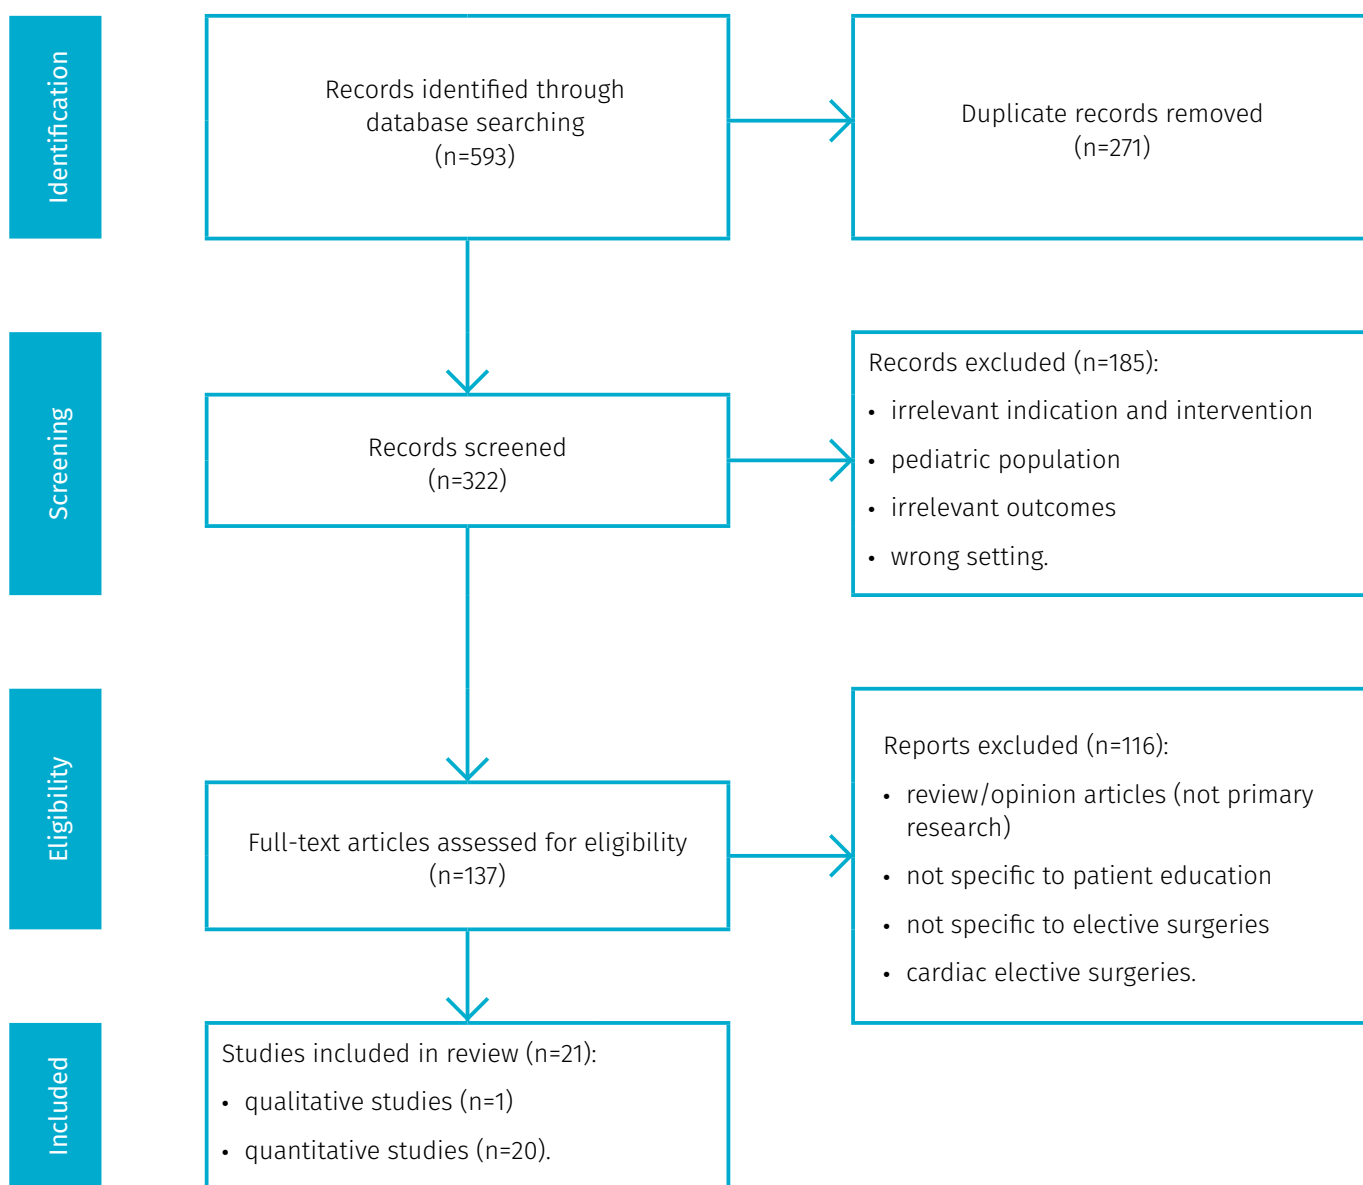 Identification
Records identified through
database searching
(n=593)
Duplicate records removed
(n=271)
Screening
Records screened
(n=322)
Records excluded (n=185):
• irrelevant indication and intervention
• pediatric population
• irrelevant outcomes
• wrong setting.
Eligibility
Full-text articles assessed for eligibility
(n=137)
Reports excluded (n=116):
• review/opinion articles (not primary
research)
• not specific to patient education
• not specific to elective surgeries
• cardiac elective surgeries.
Included
Studies included in review (n=21):
• qualitative studies (n=1)
• quantitative studies (n=20).